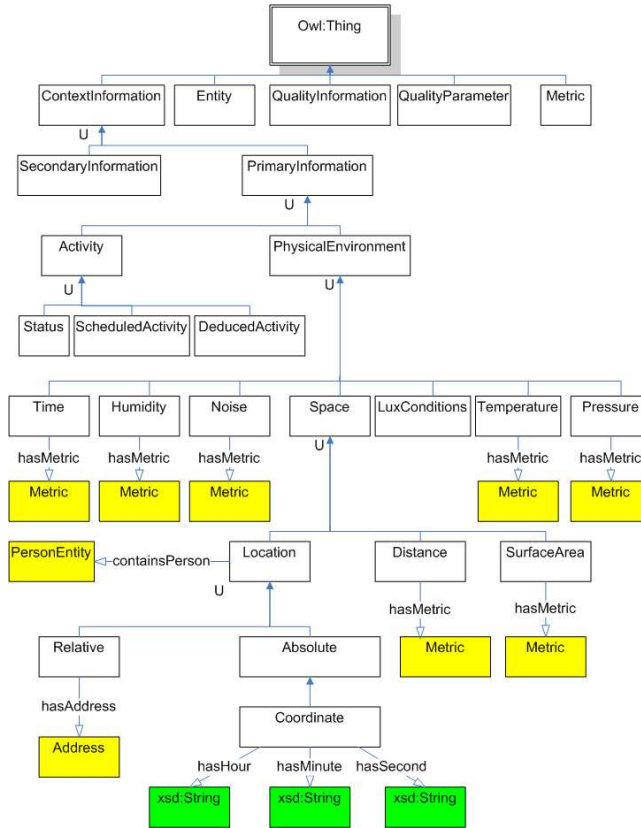 Owl:Thing
ContextInformation
Entity
QualityInformation
QualityParameter
Metric
U
SecondaryInformation
PrimaryInformation
U
Activity
PhysicalEnvironment
U
U
Status
ScheduledActivity
DeducedActivity
Time
Humidity
Noise
Space
LuxConditions
Temperature
Pressure
hasMetric
hasMetric
hasMetric
U
hasMetric
hasMetric
Metric
Metric
Metric
Metric
Metric
PersonEntity
containsPerson
Location
Distance
SurfaceArea
U
hasMetric
hasMetric
Relative
Absolute
Metric
Metric
hasAddress
Coordinate
Address
hasHour
hasMinute
hasSecond
xsd:String
xsd:String
xsd:String